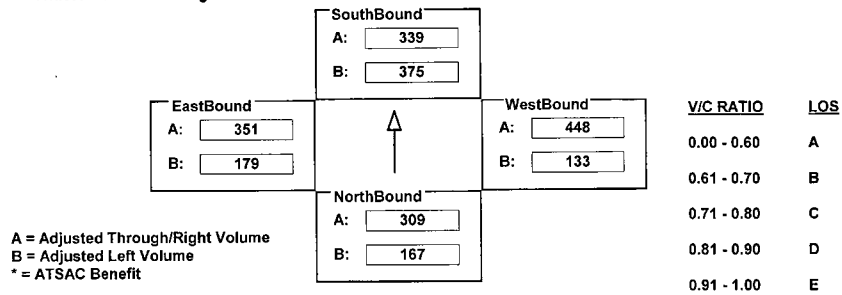 SouthBound
A: 339
B: 375
EastBound
A: 351
B: 179
WestBound
A: 448
B: 133
NorthBound
A: 309
B: 167
A = Adjusted Through/Right Volume
B = Adjusted Left Volume
* = ATSAC Benefit
V/C RATIO LOS
0.00 - 0.60 A
0.61 - 0.70 B
0.71 - 0.80 C
0.81 - 0.90 D
0.91 - 1.00 E